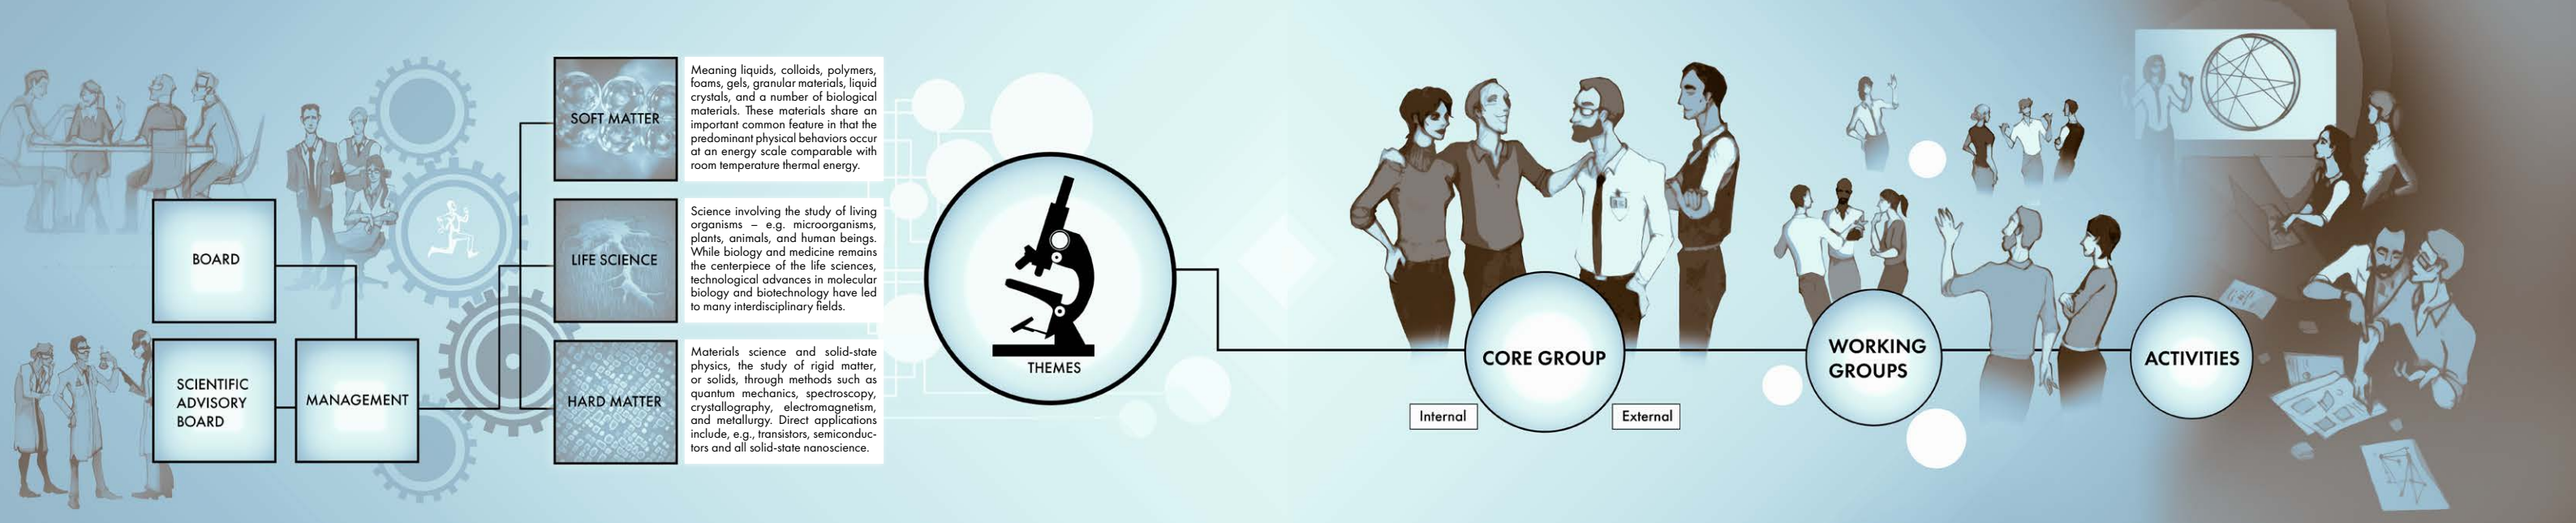 BOARD
SCIENTIFIC
ADVISORY
BOARD
MANAGEMENT
SOFT MATTER
Meaning liquids, colloids, polymers,
foams, gels, granular materials, liquid
crystals, and a number of biological
materials. These materials share an
important common feature in that the
predominant physical behaviors occur
at an energy scale comparable with
room temperature thermal energy.
LIFE SCIENCE
Science involving the study of living
organisms – e.g. microorganisms,
plants, animals, and human beings.
While biology and medicine remains
the centerpiece of the life sciences,
technological advances in molecular
biology and biotechnology have led
to many interdisciplinary fields.
HARD MATTER
Materials science and solid-state
physics, the study of rigid matter,
or solids, through methods such as
quantum mechanics, spectroscopy,
crystallography, electromagnetism,
and metallurgy. Direct applications
include, e.g., transistors, semiconduc-
tors and all solid-state nanoscience.
THEMES
CORE GROUP
Internal
External
WORKING
GROUPS
ACTIVITIES